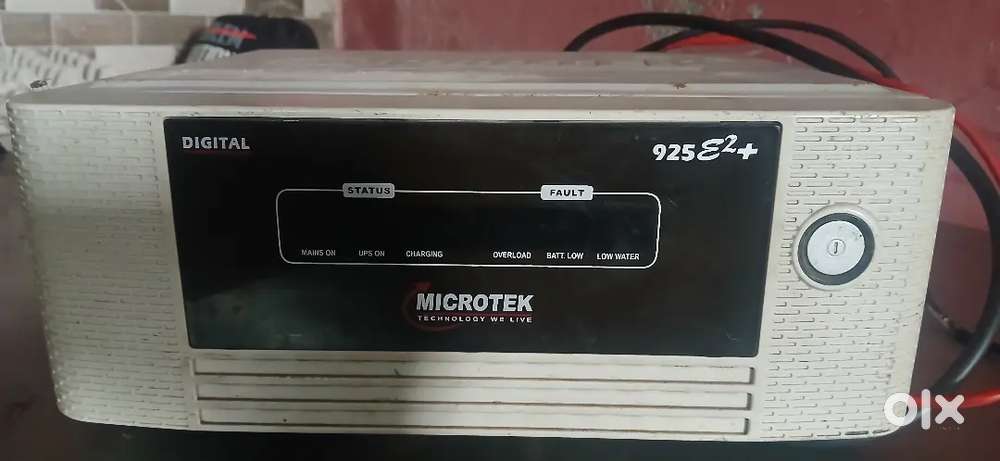 DIGITAL
925 E2+
STATUS
FAULT
MAINS ON
UPS ON
CHARGING
OVERLOAD
BATT. LOW
LOW WATER
MICROTEK
TECHNOLOGY WE LIVE
olx
INDIA